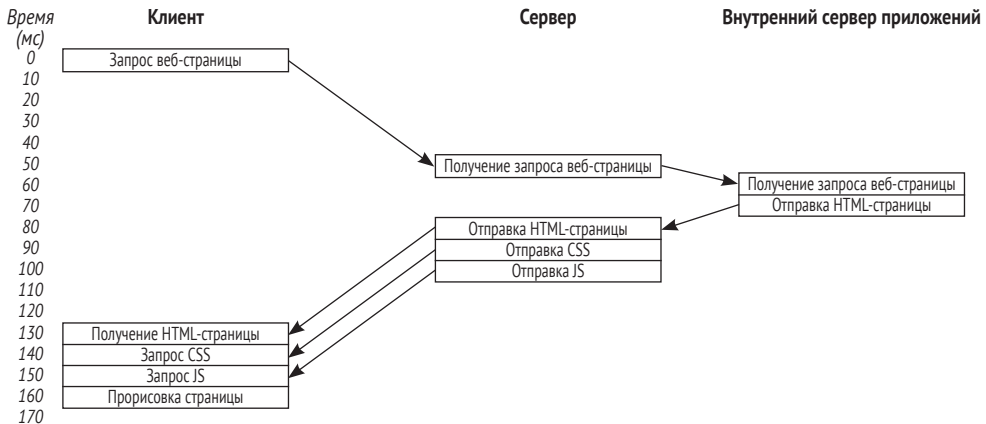 Время
(мс)
Клиент
Сервер
Внутренний сервер приложений
0
Запрос веб-страницы
10
20
30
40
50
Получение запроса веб-страницы
60
Получение запроса веб-страницы
70
Отправка HTML-страницы
80
Отправка HTML-страницы
90
Отправка CSS
100
Отправка JS
110
120
130
Получение HTML-страницы
140
Запрос CSS
150
Запрос JS
160
Прорисовка страницы
170